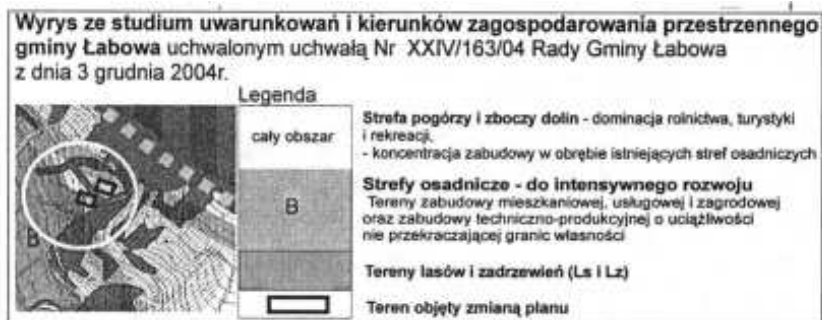 Wyrys ze studium uwarunkowań i kierunków zagospodarowania przestrzennego
gminy Łabowa uchwalonym uchwałą Nr XXIV/163/04 Rady Gminy Łabowa
z dnia 3 grudnia 2004r.
Legenda
cały obszar
Strefa pogórzy i zboczy dolin - dominacja rolnictwa, turystyki
i rekreacji,
- koncentracja zabudowy w obrębie istniejących stref osadniczych
B
Strefy osadnicze - do intensywnego rozwoju
Tereny zabudowy mieszkaniowej, usługowej i zagrodowej
oraz zabudowy techniczno-produkcyjnej o uciążliwości
nie przekraczającej granic własności
B
Tereny lasów i zadrzewień (Ls i Lz)
Teren objęty zmianą planu